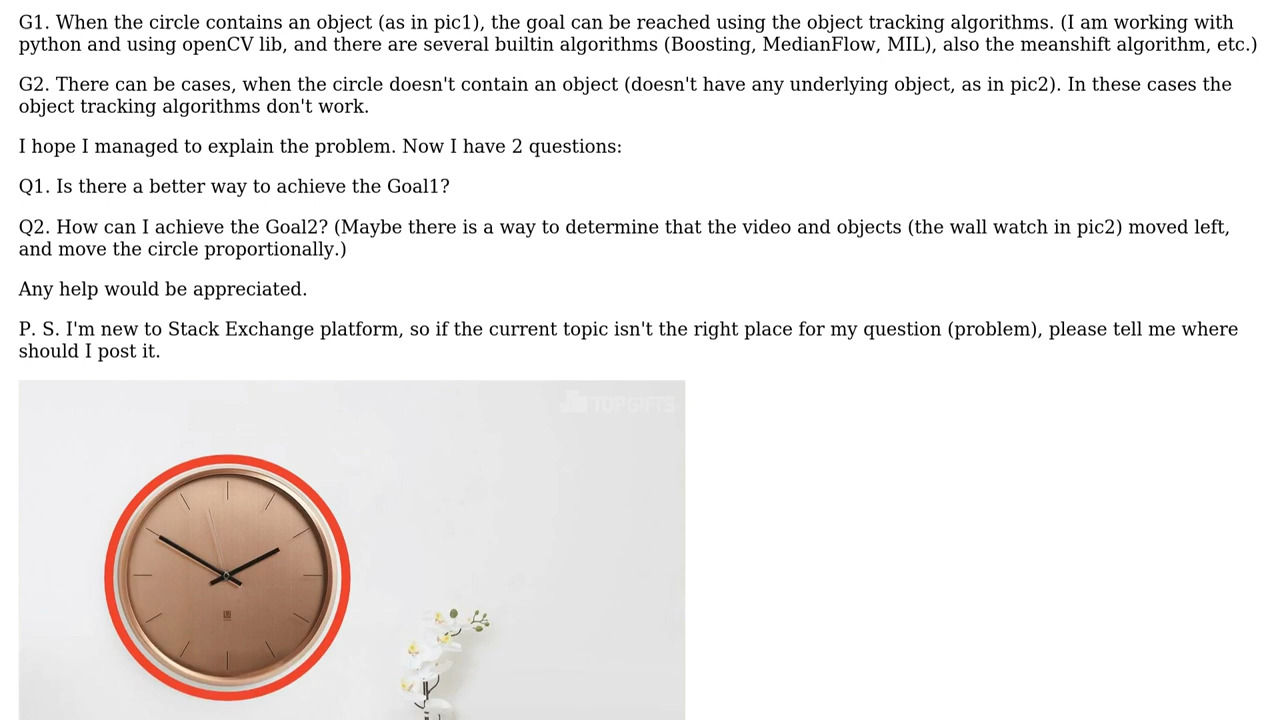 G1. When the circle contains an object (as in pic1), the goal can be reached using the object tracking algorithms. (I am working with
python and using openCV lib, and there are several builtin algorithms (Boosting, MedianFlow, MIL), also the meanshift algorithm, etc.)
G2. There can be cases, when the circle doesn't contain an object (doesn't have any underlying object, as in pic2). In these cases the
object tracking algorithms don't work.
I hope I managed to explain the problem. Now I have 2 questions:
Q1. Is there a better way to achieve the Goal1?
Q2. How can I achieve the Goal2? (Maybe there is a way to determine that the video and objects (the wall watch in pic2) moved left,
and move the circle proportionally.)
Any help would be appreciated.
P. S. I'm new to Stack Exchange platform, so if the current topic isn't the right place for my question (problem), please tell me where
should I post it.
TOPGIFTS